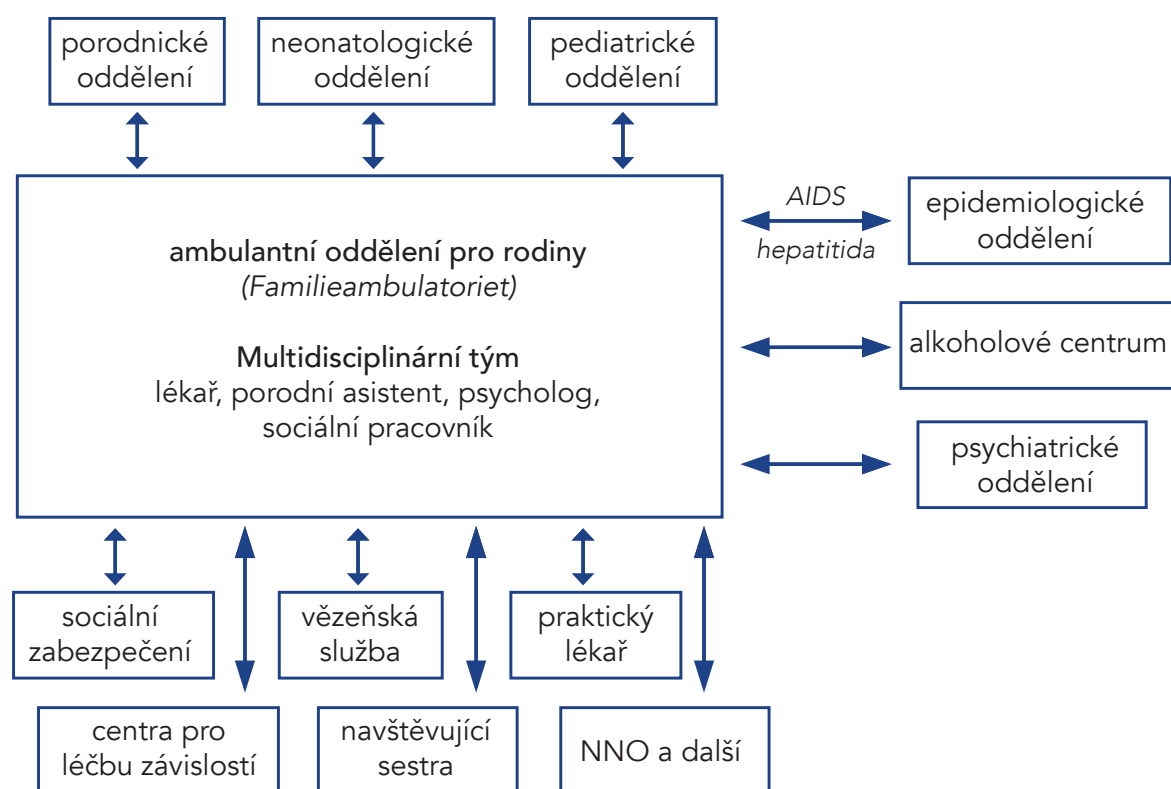 porodnické
oddělení
neonatologické
oddělení
pediatrické
oddělení
ambulantní oddělení pro rodiny
(Familieambulatoriet)
Multidisciplinární tým
lékař, porodní asistent, psycholog,
sociální pracovník
AIDS
hepatitida
epidemiologické
oddělení
alkoholové centrum
psychiatrické
oddělení
sociální
zabezpečení
vězeňská
služba
praktický
lékař
centra pro
léčbu závislostí
navštěvující
sestra
NNO a další